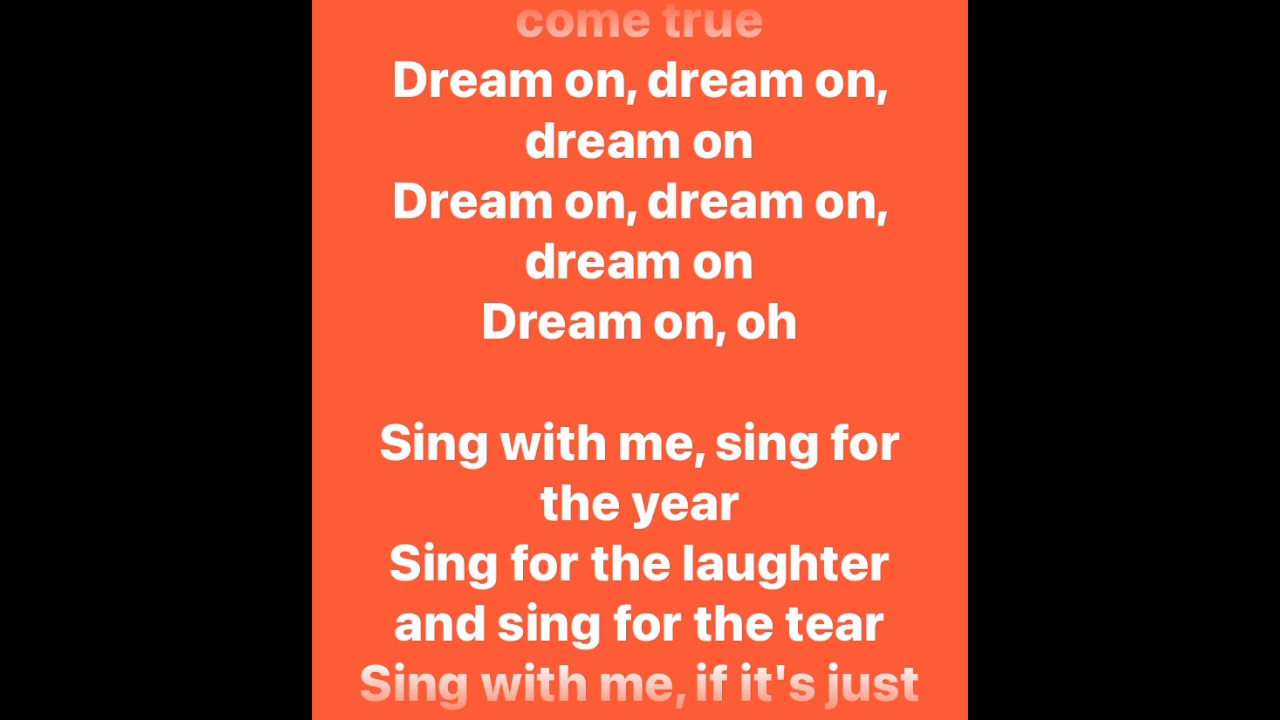 come true
Dream on, dream on,
dream on
Dream on, dream on,
dream on
Dream on, oh
Sing with me, sing for
the year
Sing for the laughter
and sing for the tear
Sing with me, if it's just